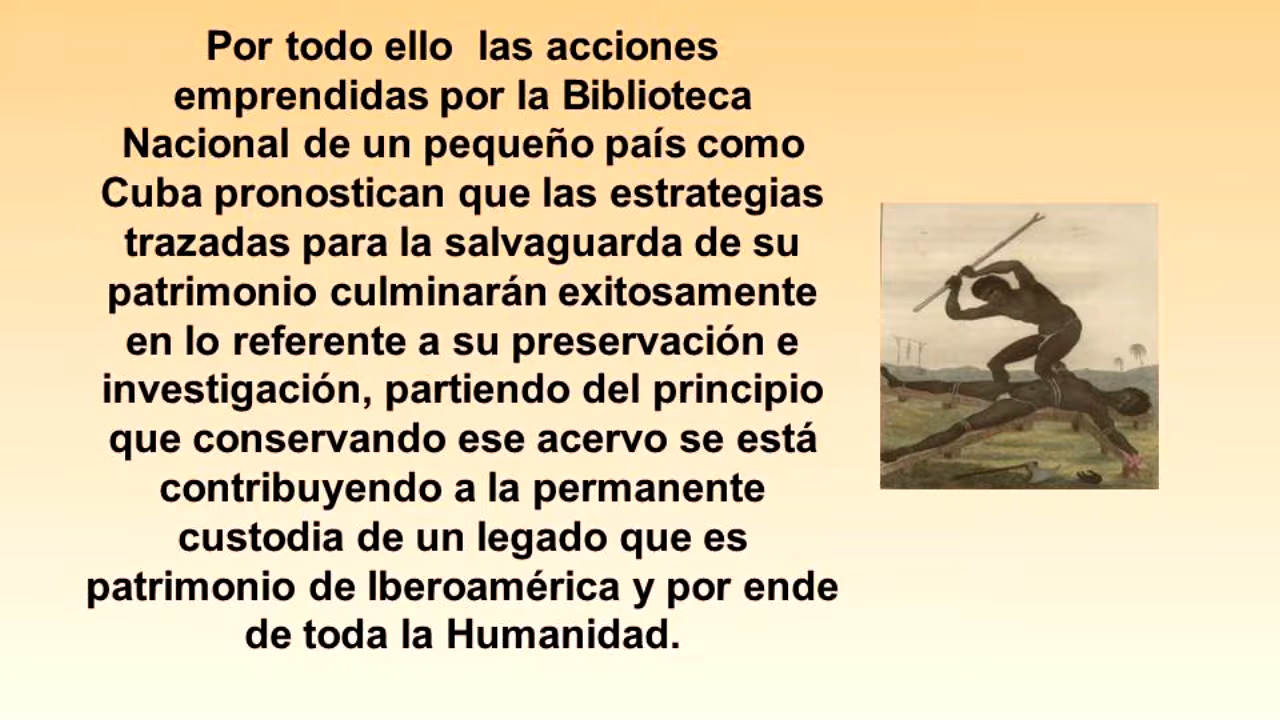 Por todo ello  las acciones
emprendidas por la Biblioteca
Nacional de un pequeño país como
Cuba pronostican que las estrategias
trazadas para la salvaguarda de su
patrimonio culminarán exitosamente
en lo referente a su preservación e
investigación, partiendo del principio
que conservando ese acervo se está
contribuyendo a la permanente
custodia de un legado que es
patrimonio de Iberoamérica y por ende
de toda la Humanidad.